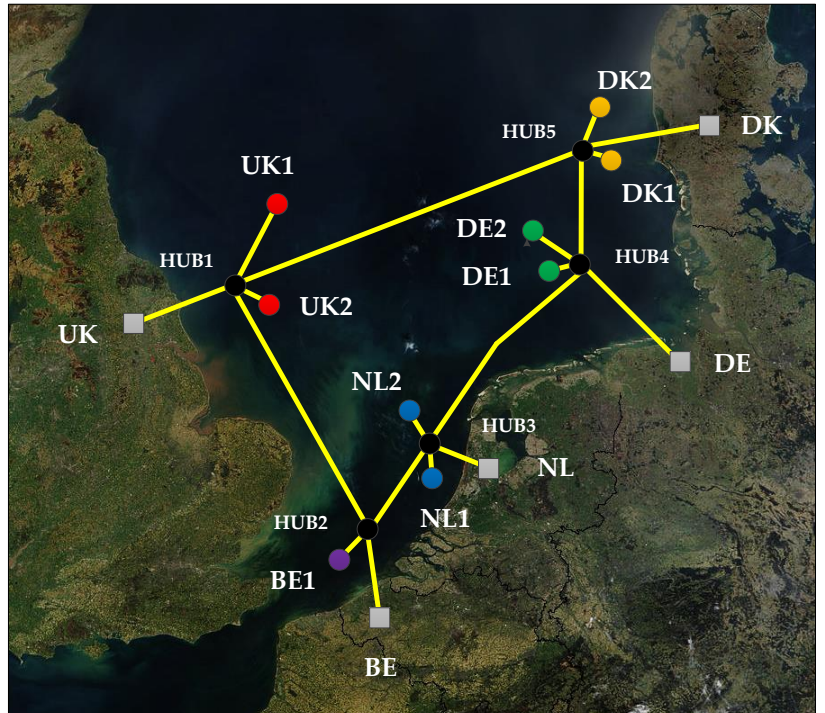 DK2
DK
HUB5
UK1
DK1
DE2
HUB4
HUB1
DE1
UK2
UK
DE
NL2
HUB3
NL
NL1
HUB2
BE1
BE